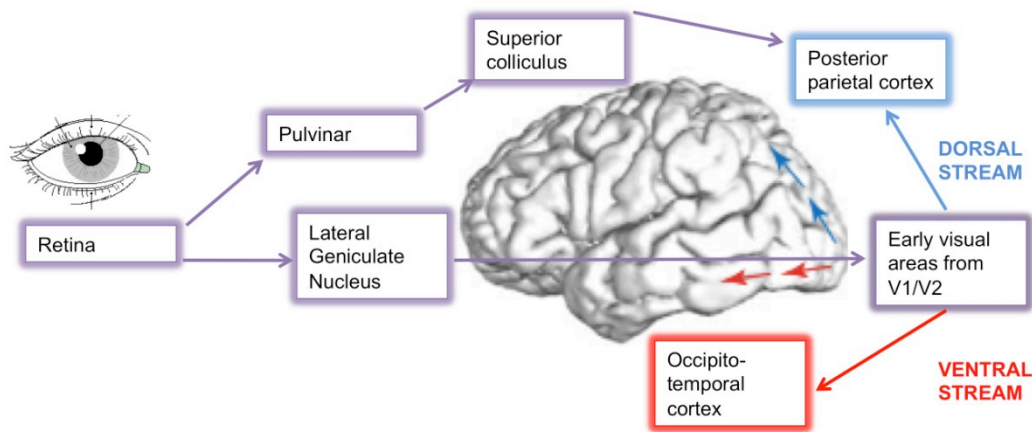 Superior
colliculus
Posterior
parietal cortex
Pulvinar
DORSAL
STREAM
Retina
Lateral
Geniculate
Nucleus
Early visual
areas from
V1/V2
Occipito-
temporal
cortex
VENTRAL
STREAM